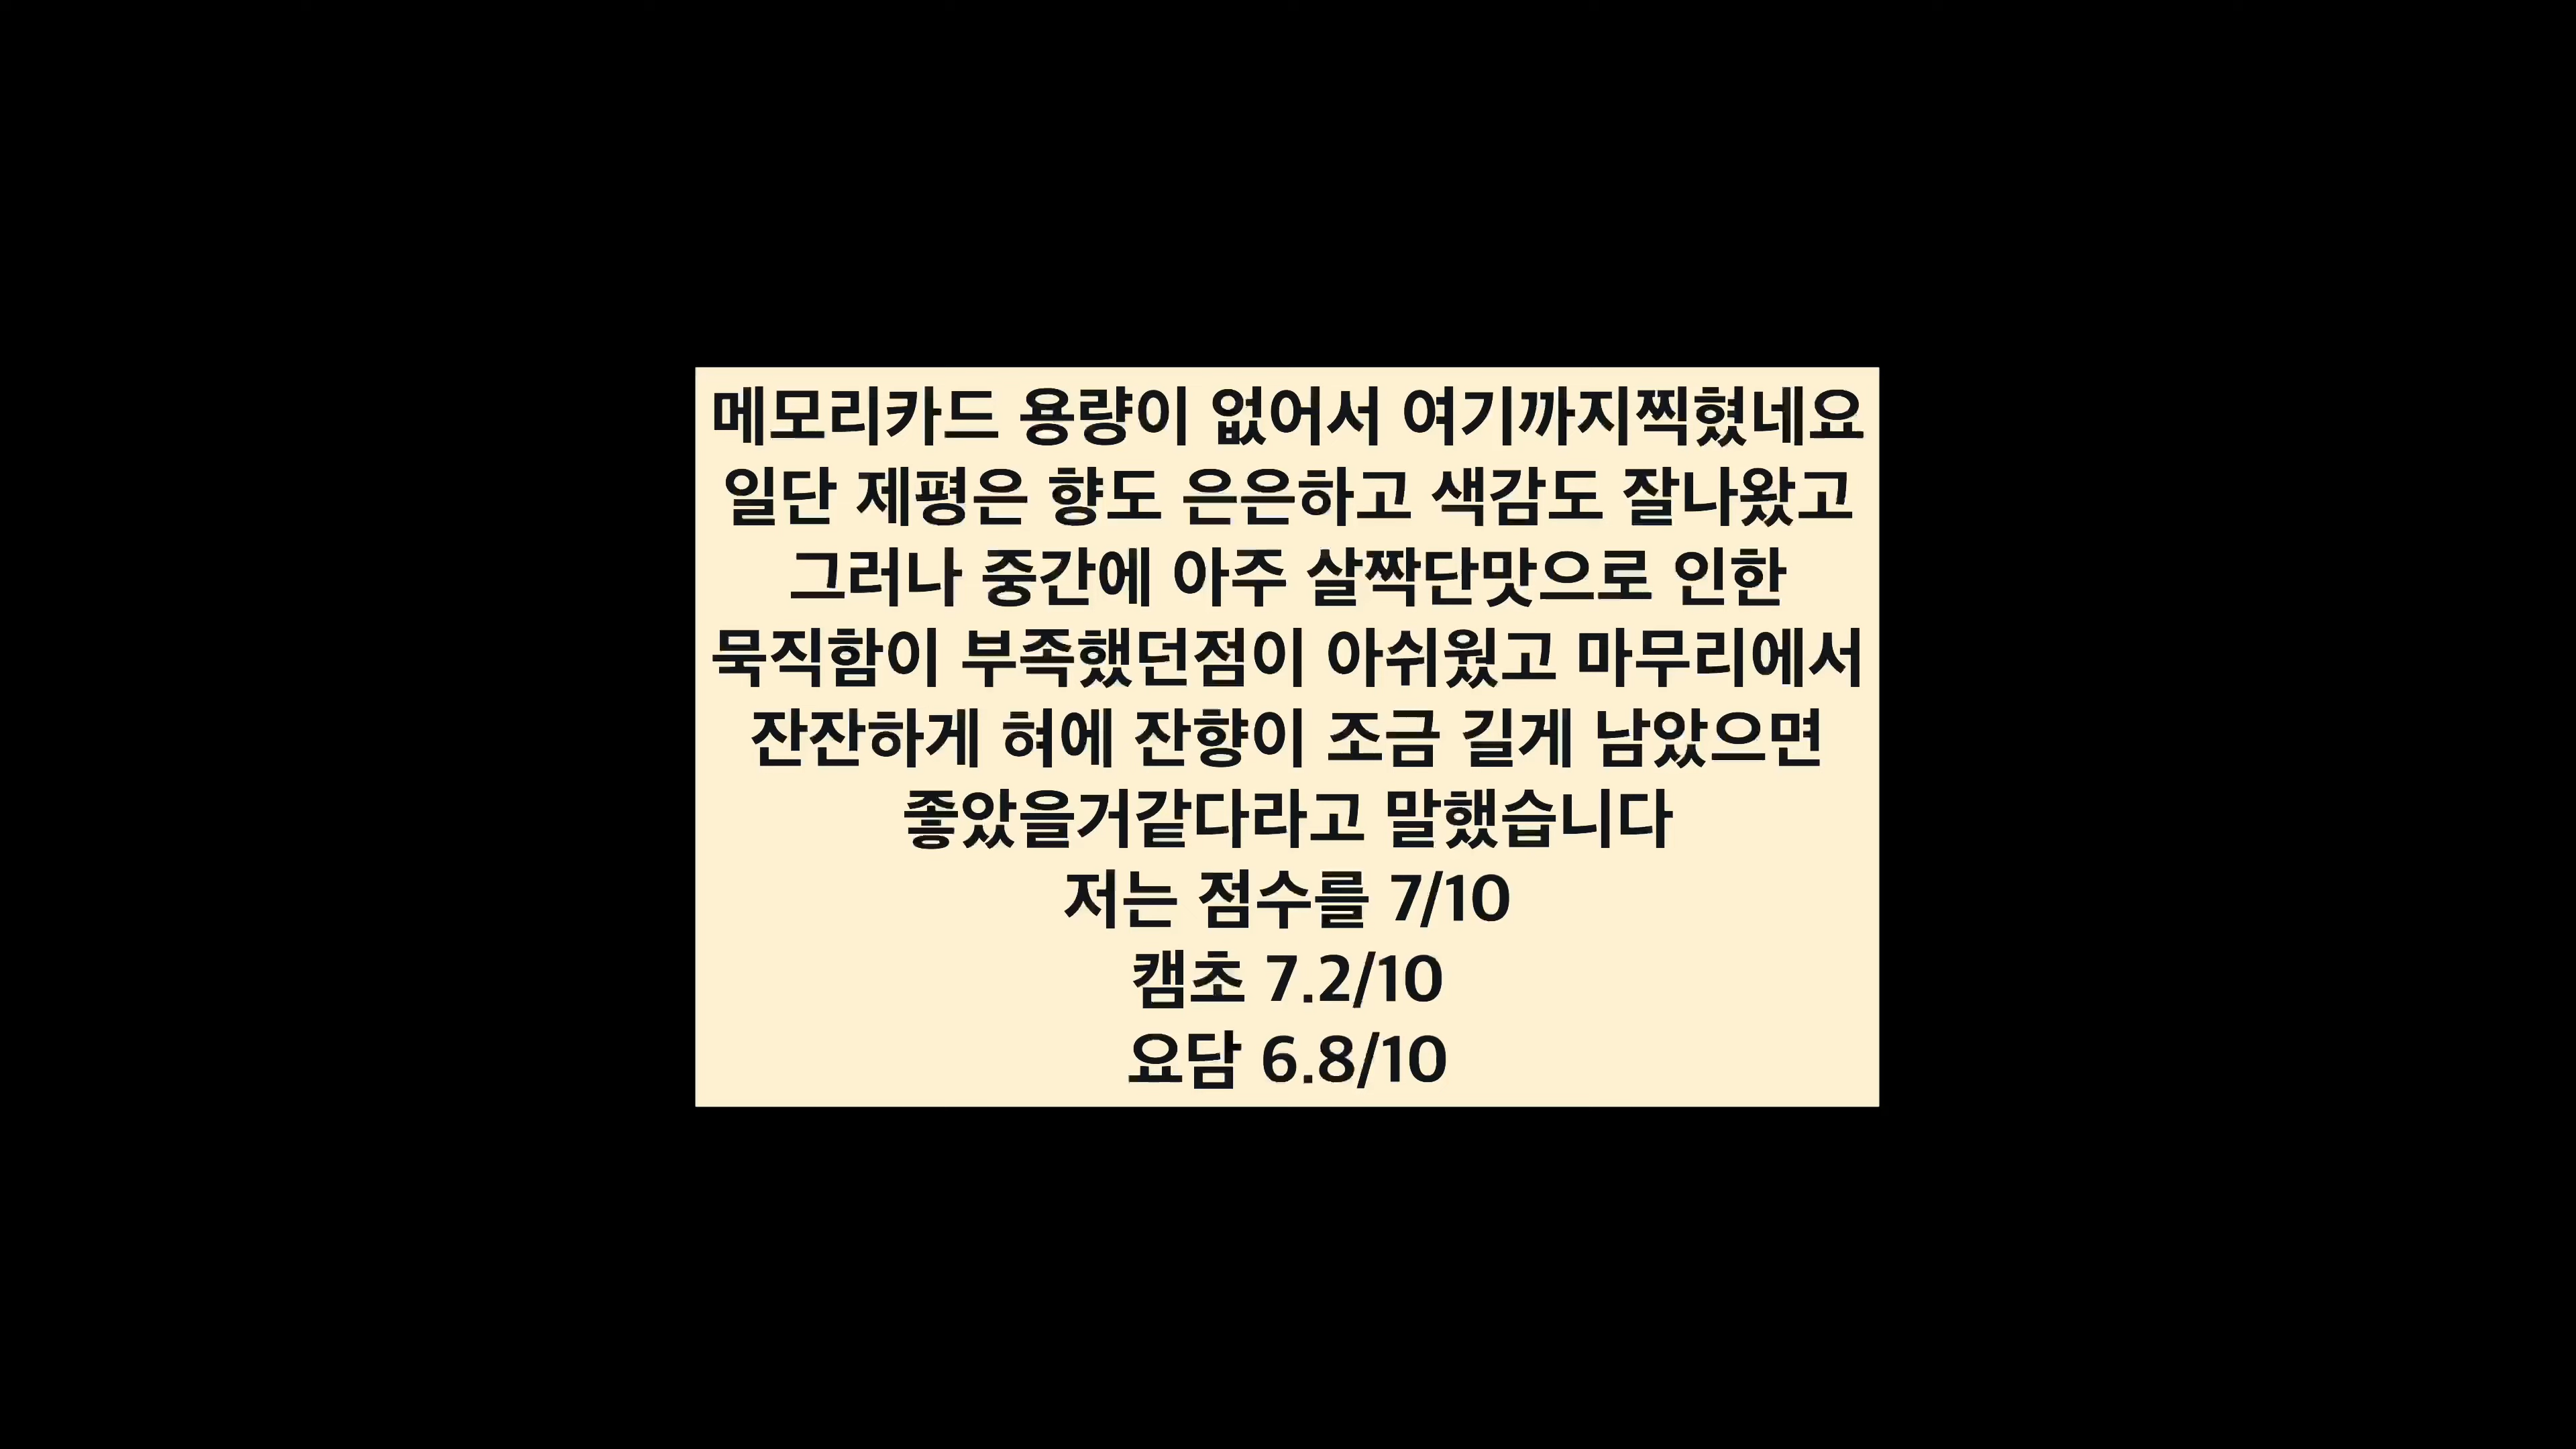 메모리카드 용량이 없어서 여기까지찍혔네요
일단 제평은 향도 은은하고 색감도 잘나왔고
그러나 중간에 아주 살짝단맛으로 인한
묵직함이 부족했던점이 아쉬웠고 마무리에서
잔잔하게 혀에 잔향이 조금 길게 남았으면
좋았을거같다라고 말했습니다
저는 점수를 7/10
캠초 7.2/10
요담 6.8/10